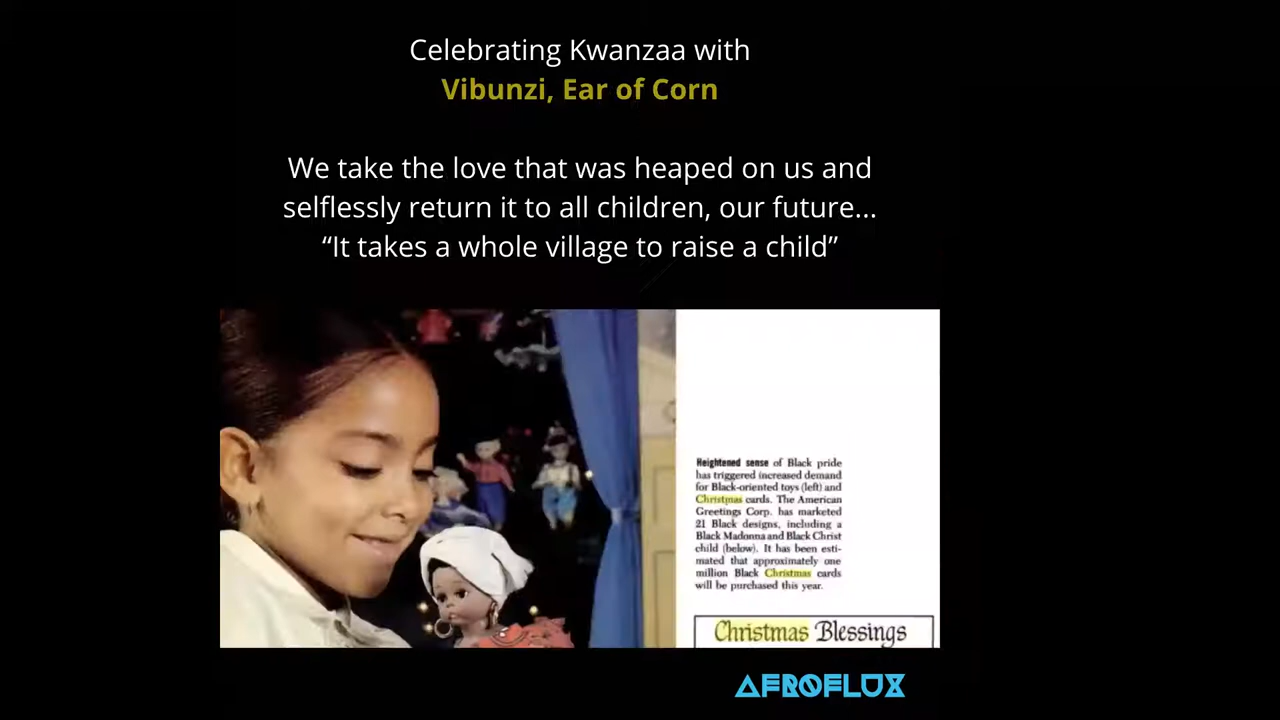 Celebrating Kwanzaa with
Vibunzi, Ear of Corn
We take the love that was heaped on us and
selflessly return it to all children, our future...
“It takes a whole village to raise a child”
Heightened sense of Black pride
has triggered increased demand
for Black-oriented toys (left) and
Christmas cards. The American
Greetings Corp. has marketed
21 Black designs, including a
Black Madonna and Black Christ
child (below). It has been esti-
mated that approximately one
million Black Christmas cards
will be purchased this year.
Christmas Blessings
AFROFLUX